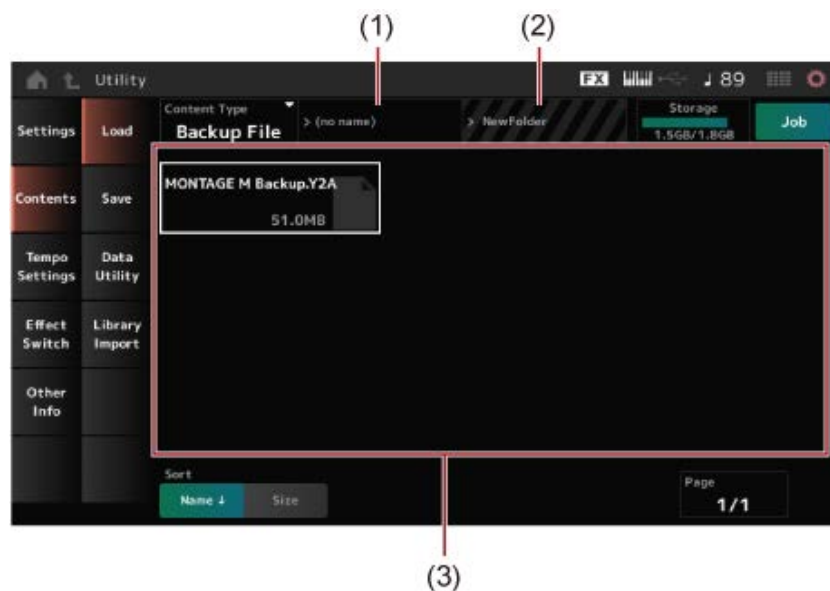 (1)
(2)
Utility
FX
♩ 89
Settings
Load
Content Type
Backup File
> (no name)
> NewFolder
Storage
1.5GB/1.8GB
Job
Contents
Save
MONTAGE M Backup.Y2A
51.0MB
Tempo
Settings
Data
Utility
Effect
Switch
Library
Import
Other
Info
Sort
Name ↓
Size
Page
1/1
(3)